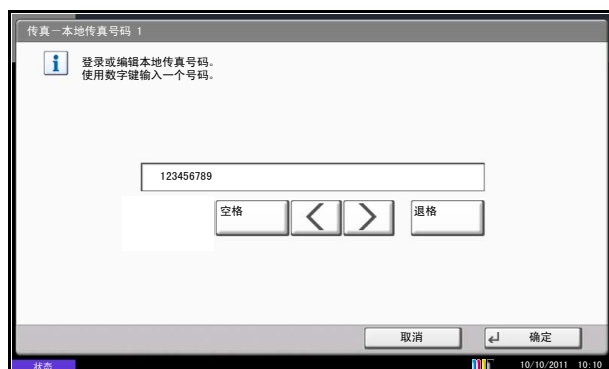 传真－本地传真号码 1
登录或编辑本地传真号码。
使用数字键输入一个号码。
123456789
空格
退格
取消
确定
状态
10/10/2011 10:10